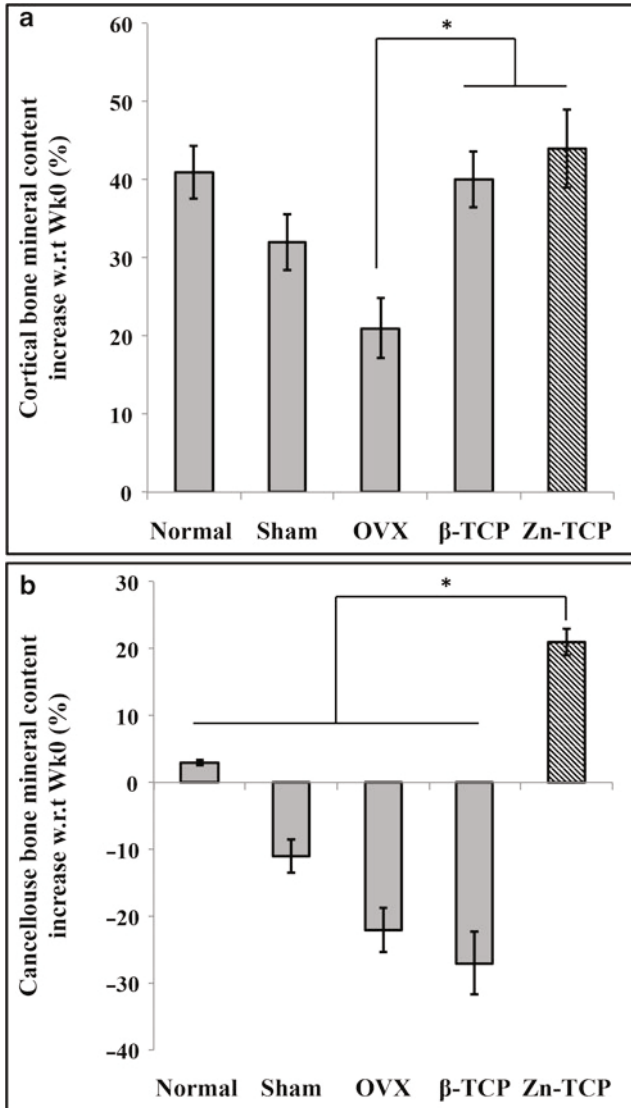 a
60
50
40
30
20
10
0
Cortical bone mineral content
increase w.r.t Wk0 (%)
*
Normal Sham OVX β-TCP Zn-TCP
b
30
20
10
0
−10
−20
−30
−40
Cancellouse bone mineral content
increase w.r.t Wk0 (%)
*
Normal Sham OVX β-TCP Zn-TCP